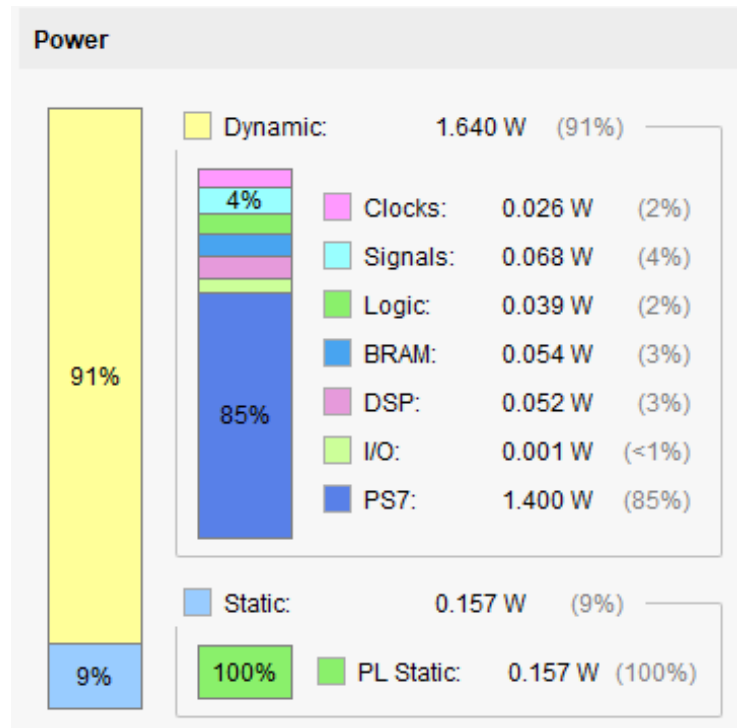 Power
Dynamic: 1.640 W (91%)
4% Clocks: 0.026 W (2%)
Signals: 0.068 W (4%)
Logic: 0.039 W (2%)
BRAM: 0.054 W (3%)
91% 85% DSP: 0.052 W (3%)
I/O: 0.001 W (<1%)
PS7: 1.400 W (85%)
Static: 0.157 W (9%)
9% 100% PL Static: 0.157 W (100%)